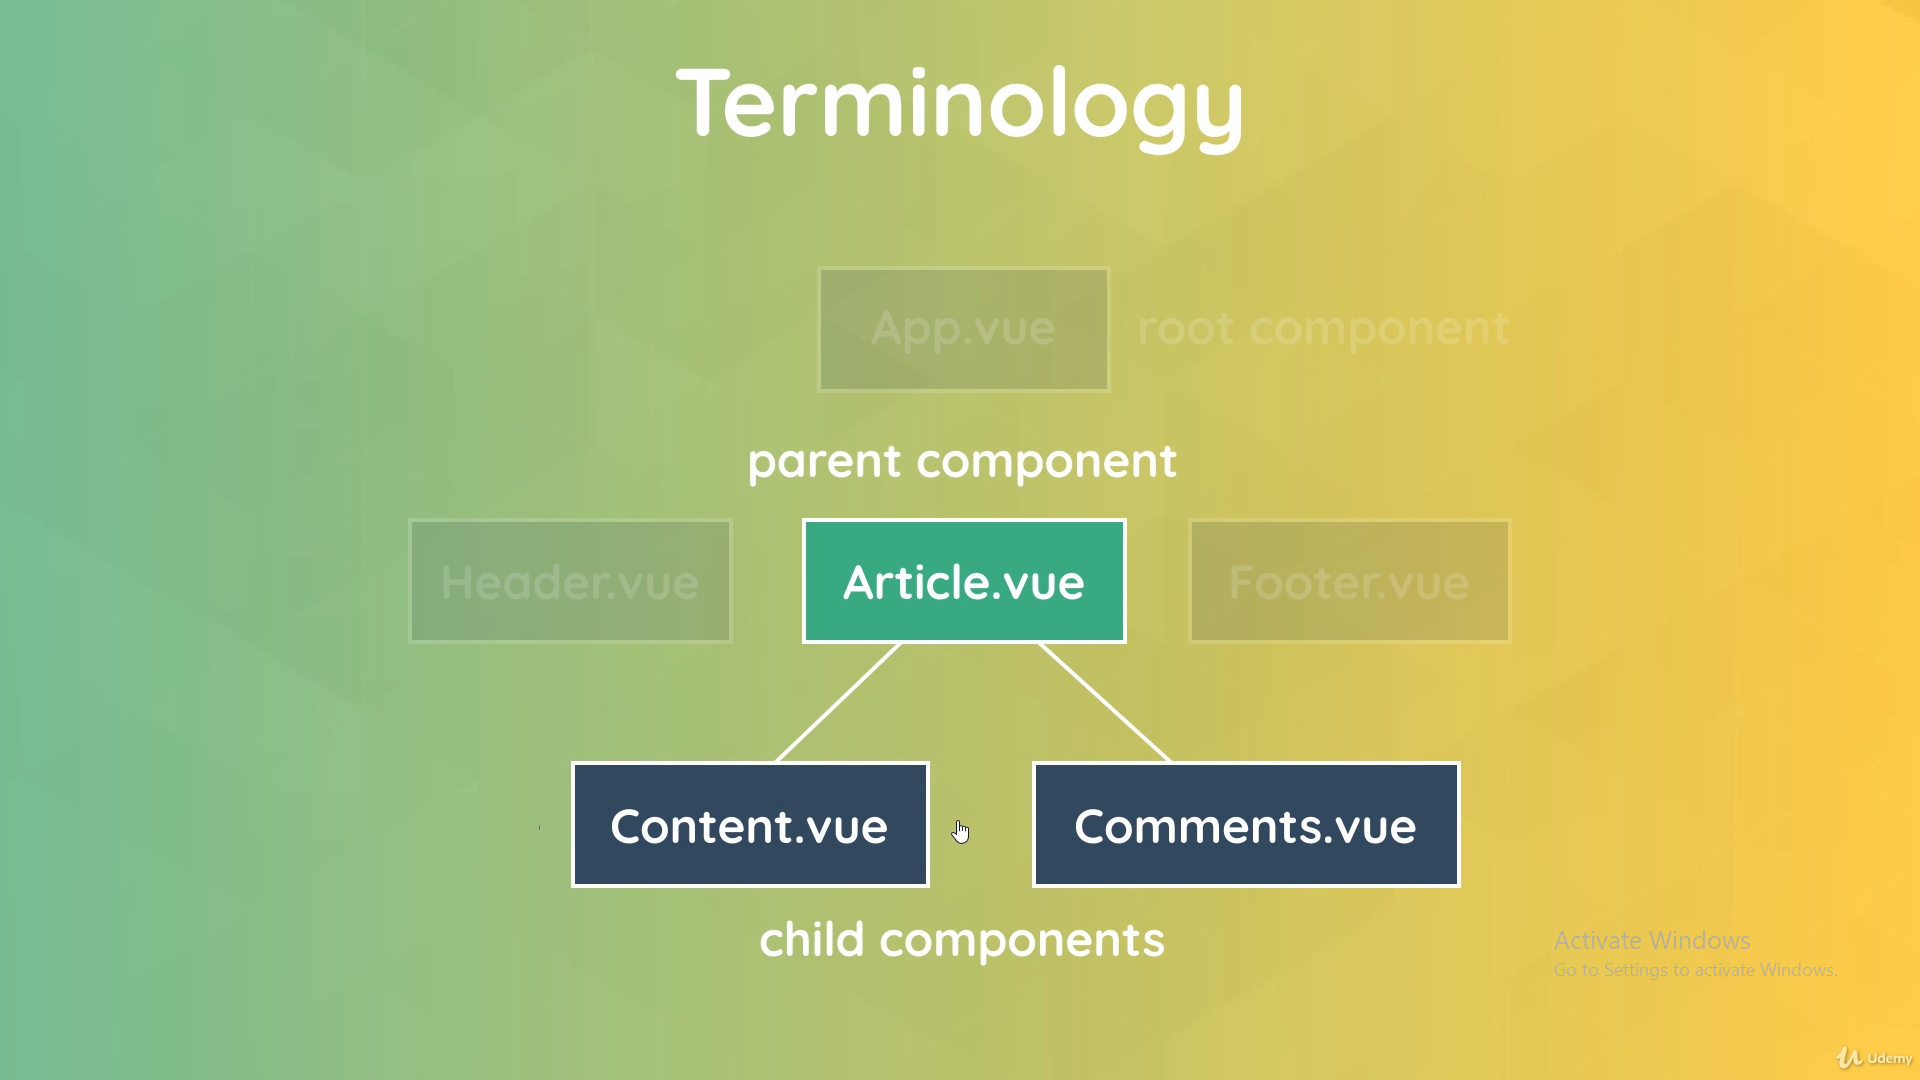 Terminology
App.vue
root component
parent component
Header.vue
Article.vue
Footer.vue
Content.vue
Comments.vue
child components
Activate Windows
Go to Settings to activate Windows.
Udemy